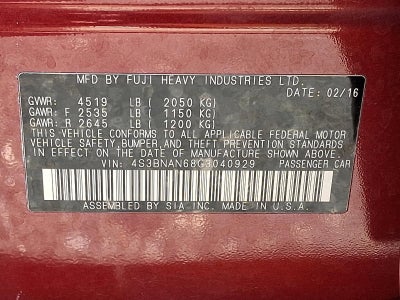 MFD BY FUJI HEAVY INDUSTRIES LTD.
DATE: 02/16
GVWR: 4519 LB ( 2050 KG)
GAWR: F 2535 LB ( 1150 KG)
GAWR: R 2645 LB ( 1200 KG)
THIS VEHICLE CONFORMS TO ALL APPLICABLE FEDERAL MOTOR
VEHICLE SAFETY, BUMPER, AND THEFT PREVENTION STANDARDS
IN EFFECT ON THE DATE OF MANUFACTURE SHOWN ABOVE.
VIN: 4S3BNAN68G3040929 PASSENGER CAR
ASSEMBLED BY SIA INC. MADE IN U.S.A.